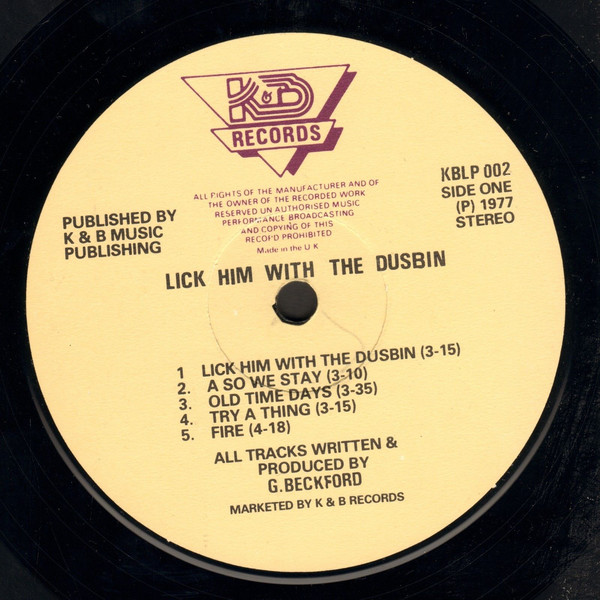 K&B
RECORDS
ALL RIGHTS OF THE MANUFACTURER AND OF
THE OWNER OF THE RECORDED WORK
RESERVED UN AUTHORISED MUSIC
PERFORMANCE BROADCASTING
AND COPYING OF THIS
RECORD PROHIBITED
Made in the U K
PUBLISHED BY
K & B MUSIC
PUBLISHING
KBLP 002
SIDE ONE
(P) 1977
STEREO
LICK HIM WITH THE DUSBIN
1 LICK HIM WITH THE DUSBIN (3-15)
2. A SO WE STAY (3-10)
3. OLD TIME DAYS (3-35)
4. TRY A THING (3-15)
5. FIRE (4-18)
ALL TRACKS WRITTEN &
PRODUCED BY
G.BECKFORD
MARKETED BY K & B RECORDS